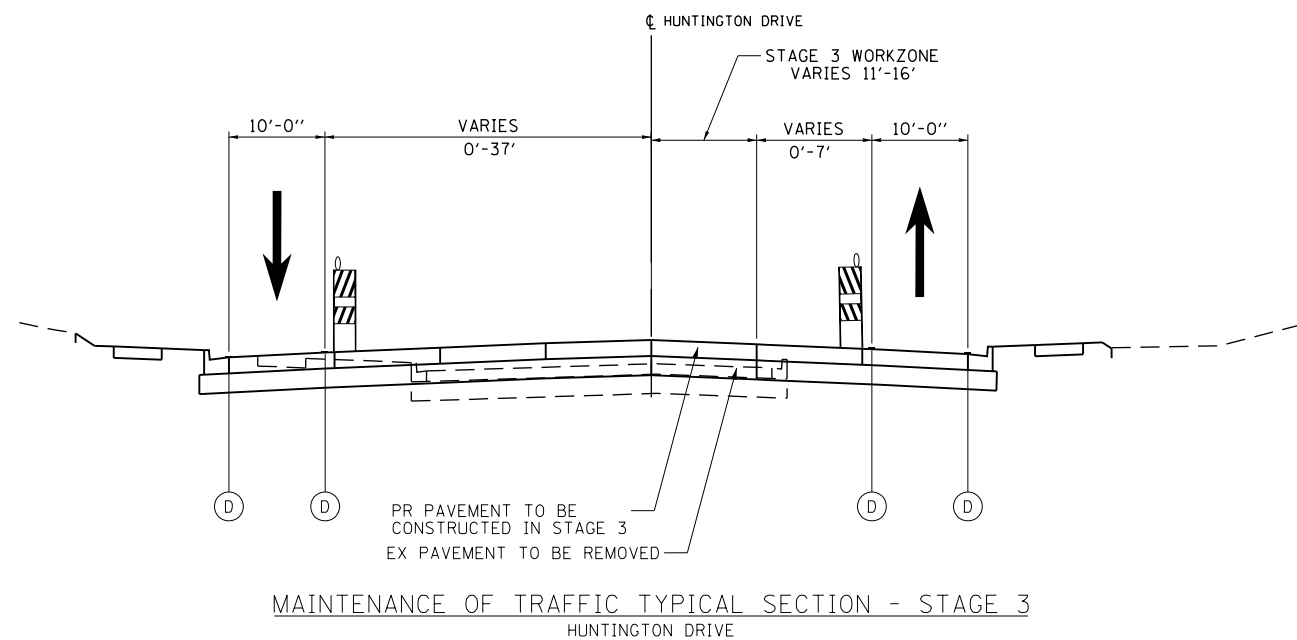 ℄ HUNTINGTON DRIVE
STAGE 3 WORKZONE
VARIES 11'-16'
10'-0''
VARIES
0'-37'
VARIES
0'-7'
10'-0''
D
D
D
D
PR PAVEMENT TO BE
CONSTRUCTED IN STAGE 3
EX PAVEMENT TO BE REMOVED
MAINTENANCE OF TRAFFIC TYPICAL SECTION - STAGE 3
HUNTINGTON DRIVE